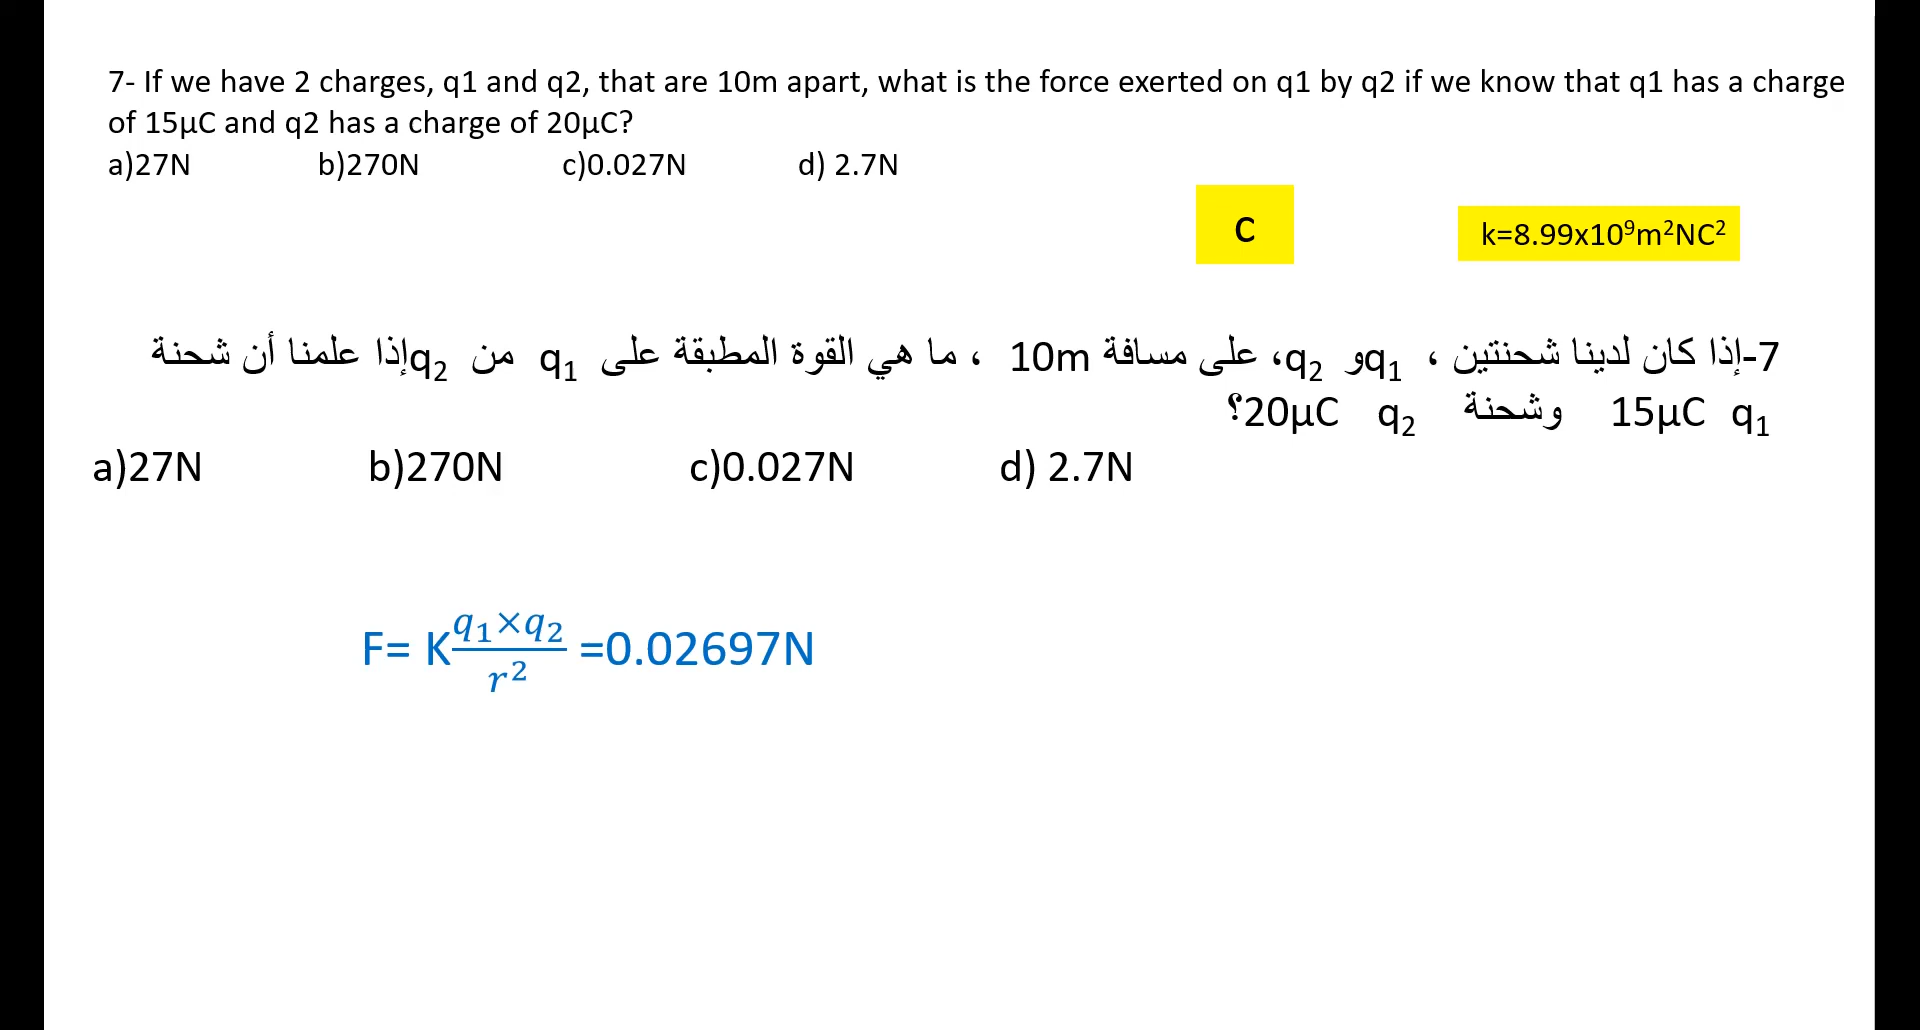 7- If we have 2 charges, q1 and q2, that are 10m apart, what is the force exerted on q1 by q2 if we know that q1 has a charge
of 15μC and q2 has a charge of 20μC?
a)27N b)270N c)0.027N d) 2.7N
C
k=8.99x10⁹m²NC²
7-إذا كان لدينا شحنتين ، q₁و q₂، على مسافة 10m ، ما هي القوة المطبقة على q₁ من q₂إذا علمنا أن شحنة
q₁ 15μC وشحنة q₂ 20μC؟
a)27N b)270N c)0.027N d) 2.7N
F= K\frac{q₁×q₂}{r²} =0.02697N